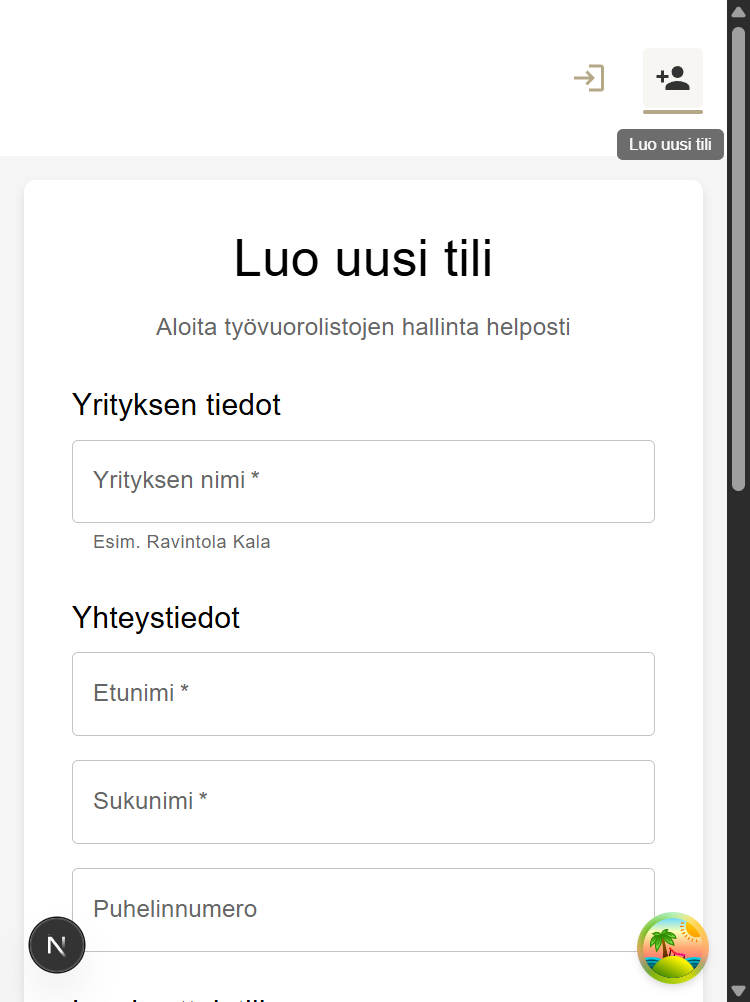 Luo uusi tili
Luo uusi tili
Aloita työvuorolistojen hallinta helposti
Yrityksen tiedot
Yrityksen nimi *
Esim. Ravintola Kala
Yhteystiedot
Etunimi *
Sukunimi *
Puhelinnumero
N